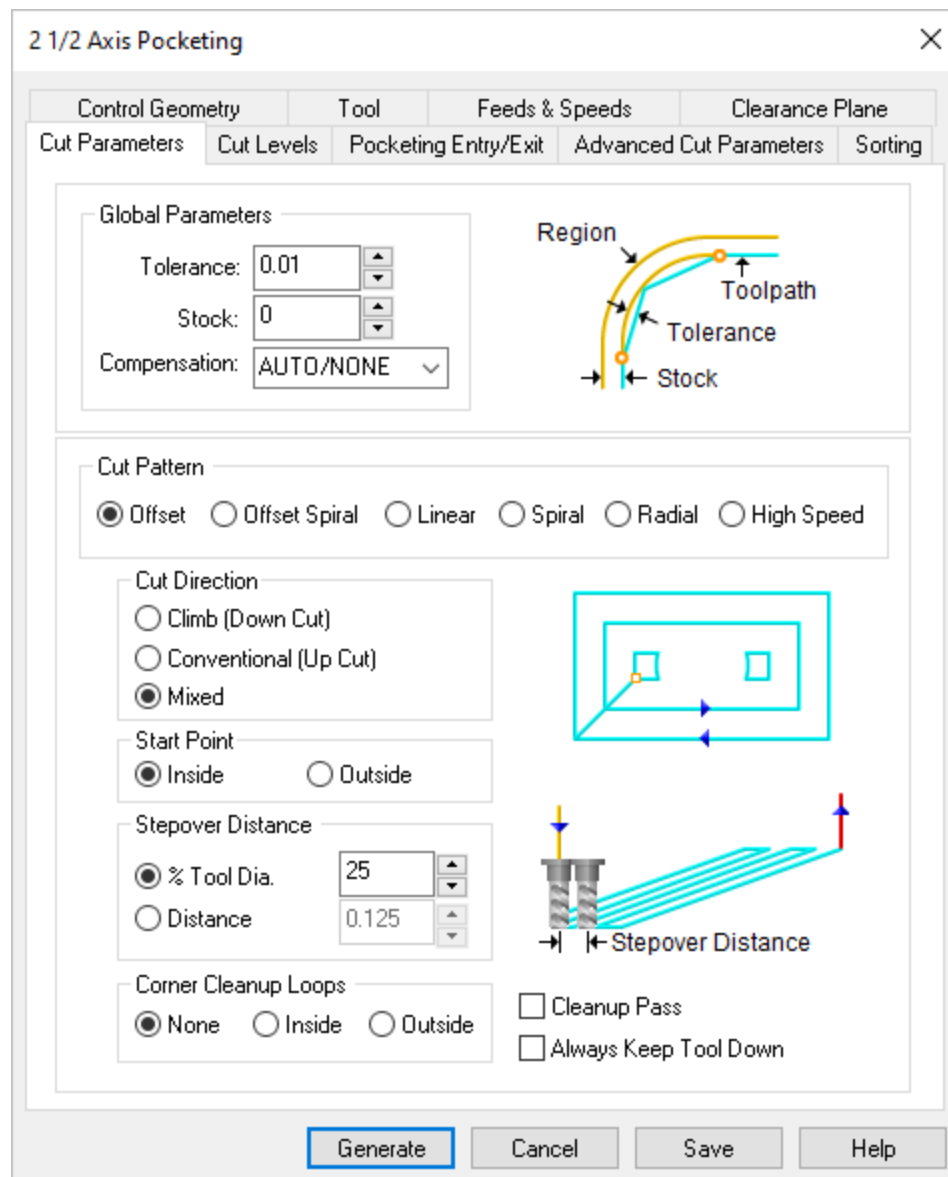 2 1/2 Axis Pocketing
Control Geometry Tool Feeds & Speeds Clearance Plane
Cut Parameters Cut Levels Pocketing Entry/Exit Advanced Cut Parameters Sorting
Global Parameters
Tolerance: 0.01
Stock: 0
Compensation: AUTO/NONE
Region
Toolpath
Tolerance
Stock
Cut Pattern
Offset Offset Spiral Linear Spiral Radial High Speed
Cut Direction
Climb (Down Cut)
Conventional (Up Cut)
Mixed
Start Point
Inside Outside
Stepover Distance
% Tool Dia. 25
Distance 0.125
Stepover Distance
Corner Cleanup Loops
None Inside Outside
Cleanup Pass
Always Keep Tool Down
Generate Cancel Save Help